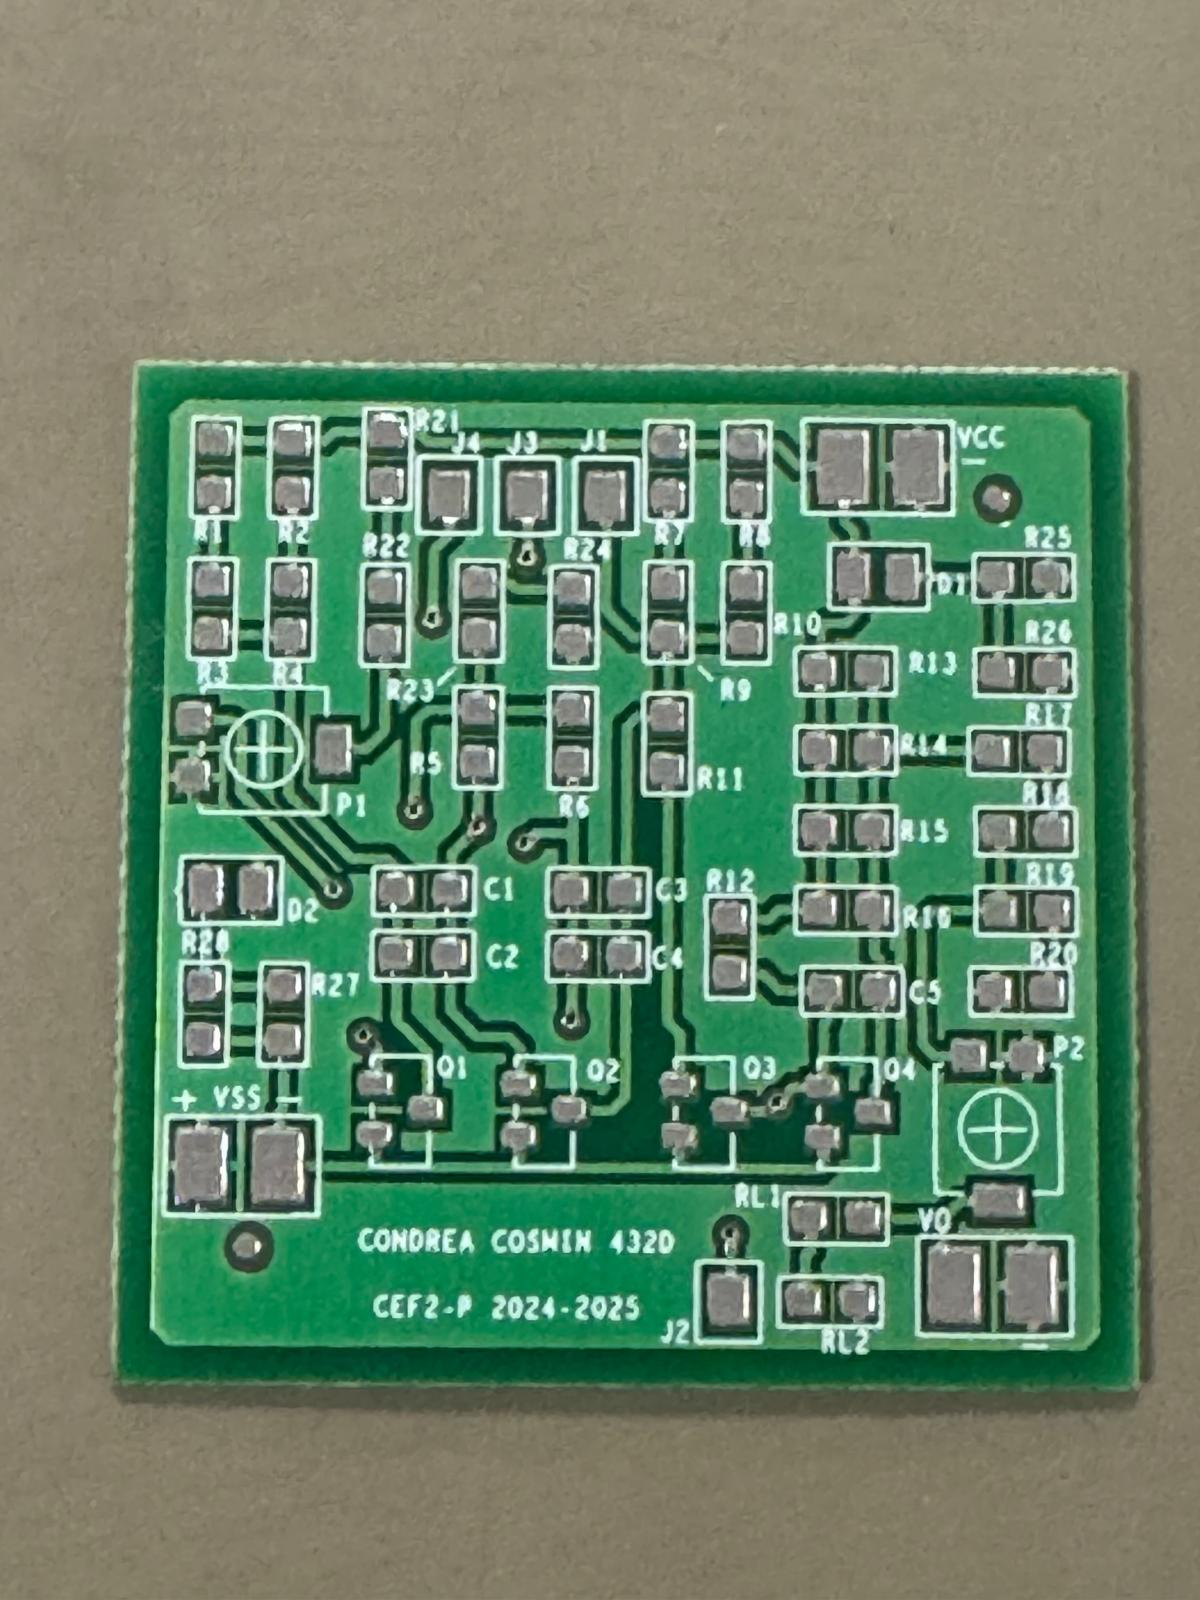 R21
J4 J3 J1
VCC
−
R1 R2 R22 R24 R7 R8 R25
D1
R10 R26
R3 R4 R23 R9 R13
R17
R5 R14
P1 R6 R11 R18
R15
D2 C1 C3 R12 R19
R16
R28 C2 C4 R20
R27 C5
Q1 Q2 Q3 Q4 P2
+ VSS −
RL1 VO
CONDREA COSMIN 432D
CEF2-P 2024-2025
J2 RL2
−